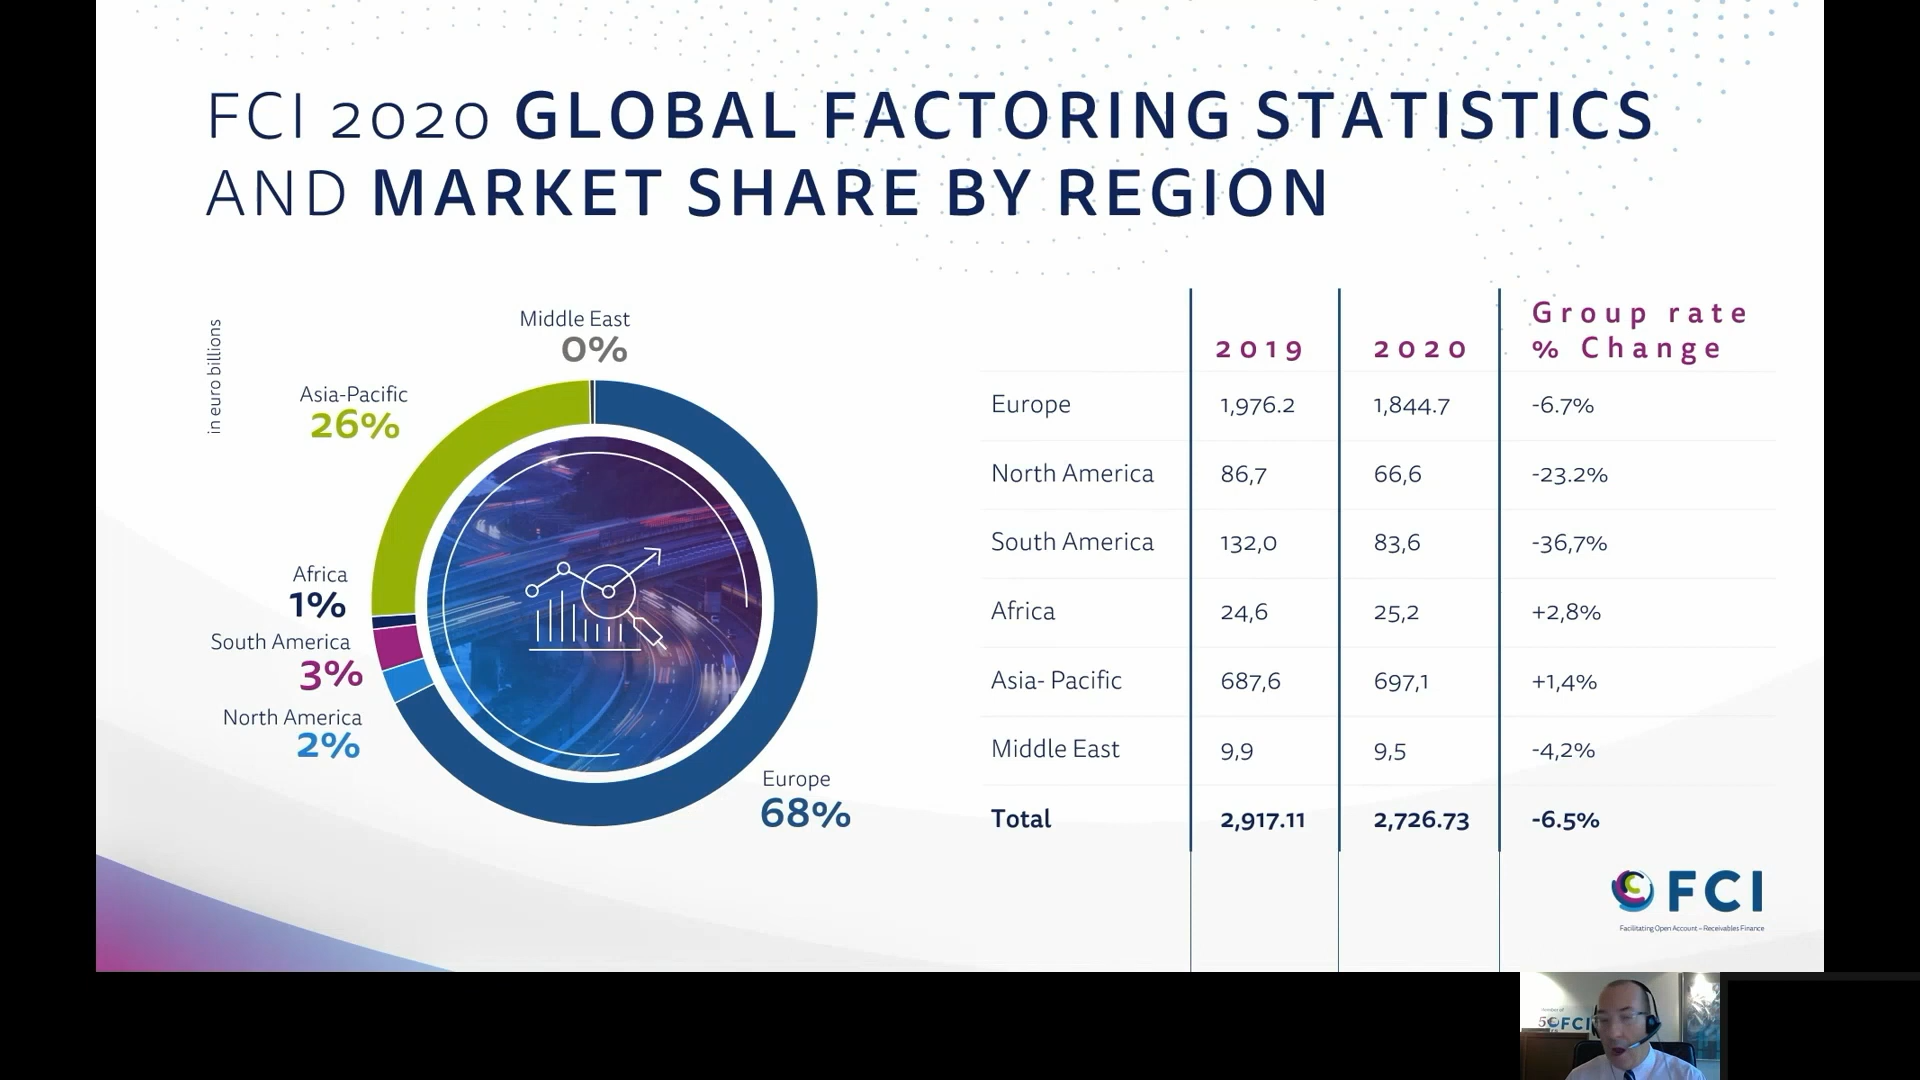 FCI 2020 GLOBAL FACTORING STATISTICS
AND MARKET SHARE BY REGION
in euro billions
Middle East
0%
Asia-Pacific
26%
Africa
1%
South America
3%
North America
2%
Europe
68%
2019 2020 Group rate
% Change
Europe 1,976.2 1,844.7 -6.7%
North America 86,7 66,6 -23.2%
South America 132,0 83,6 -36,7%
Africa 24,6 25,2 +2,8%
Asia- Pacific 687,6 697,1 +1,4%
Middle East 9,9 9,5 -4,2%
Total 2,917.11 2,726.73 -6.5%
FCI
Facilitating Open Account – Receivables Finance
FCI